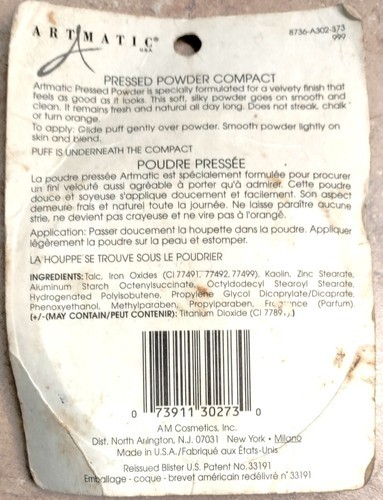 ARTMATIC®
U.S.A.
8736-A302-373
999
PRESSED POWDER COMPACT
Artmatic Pressed Powder is specially formulated for a velvety finish that
feels as good as it looks. This soft, silky powder goes on smooth and
clean. It remains fresh and natural all day long. Does not streak, chalk
or turn orange.
To apply: Glide puff gently over powder. Smooth powder lightly on
skin and blend.
PUFF IS UNDERNEATH THE COMPACT
POUDRE PRESSÉE
La poudre pressée Artmatic est spécialement formulée pour procurer
un fini velouté aussi agréable à porter qu'à admirer. Cette poudre
douce et soyeuse s'applique doucement et facilement. Son aspect
demeure frais et naturel toute la journée. Ne laisse paraître aucune
strie, ne devient pas crayeuse et ne vire pas à l'orangé.
Application: Passer doucement la houpette dans la poudre. Appliquer
légèrement la poudre sur la peau et estomper.
LA HOUPPE SE TROUVE SOUS LE POUDRIER
INGREDIENTS: Talc, Iron Oxides (CI 77491, 77492, 77499), Kaolin, Zinc Stearate,
Aluminum Starch Octenylsuccinate, Octyldodecyl Stearoyl Stearate,
Hydrogenated Polyisobutene, Propylene Glycol Dicaprylate/Dicaprate,
Phenoxyethanol, Methylparaben, Propylparaben, (Parfum).
[+/-(MAY CONTAIN/PEUT CONTENIR): Titanium Dioxide (CI
0 73911 30273 0
AM Cosmetics, Inc.
Dist. North Arlington, N.J. 07031 New York • Milano
Made in U.S.A./Fabriqué aux États-Unis
Reissued Blister U.S. Patent No. 33191
Emballage - coque - brevet américain redélivré n° 33191